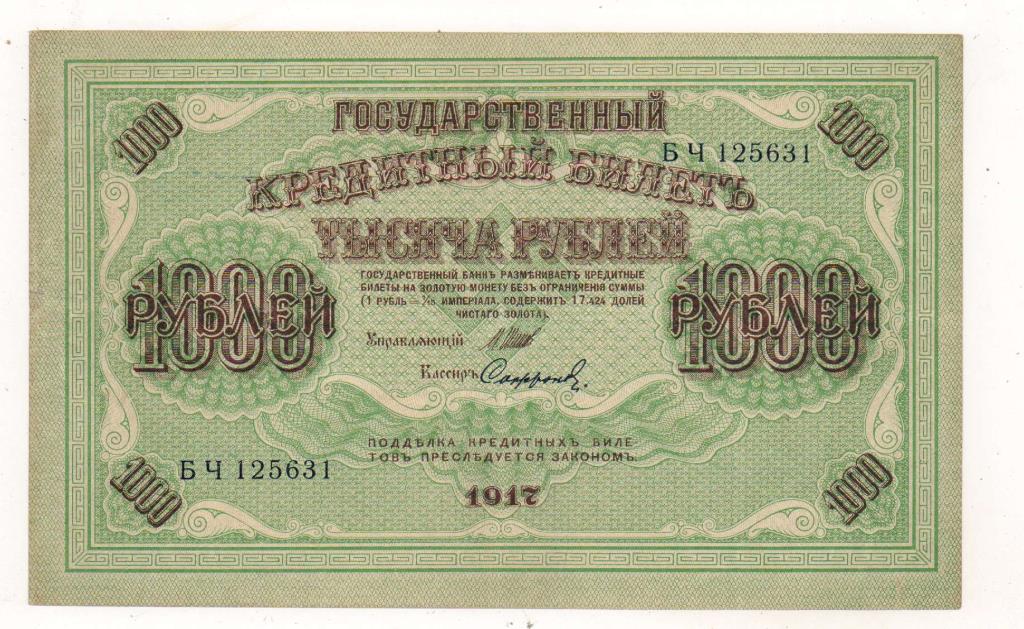 1000 ГОСУДАРСТВЕННЫЙ 1000
БЧ 125631
КРЕДИТНЫЙ БИЛЕТЪ
ТЫСЯЧА РУБЛЕЙ
1000 1000
РУБЛЕЙ РУБЛЕЙ
ГОСУДАРСТВЕННЫЙ БАНКЪ РАЗМѢНИВАЕТЪ КРЕДИТНЫЕ
БИЛЕТЫ НА ЗОЛОТУЮ МОНЕТУ БЕЗЪ ОГРАНИЧЕНІЯ СУММЫ
(1 РУБЛЬ = 1/15 ИМПЕРІАЛА, СОДЕРЖИТЪ 17.424 ДОЛЕЙ
ЧИСТАГО ЗОЛОТА).
Управляющій
Кассиръ
ПОДДѢЛКА КРЕДИТНЫХЪ БИЛЕ
ТОВЪ ПРЕСЛѢДУЕТСЯ ЗАКОНОМЪ.
БЧ 125631
1000 1917 1000